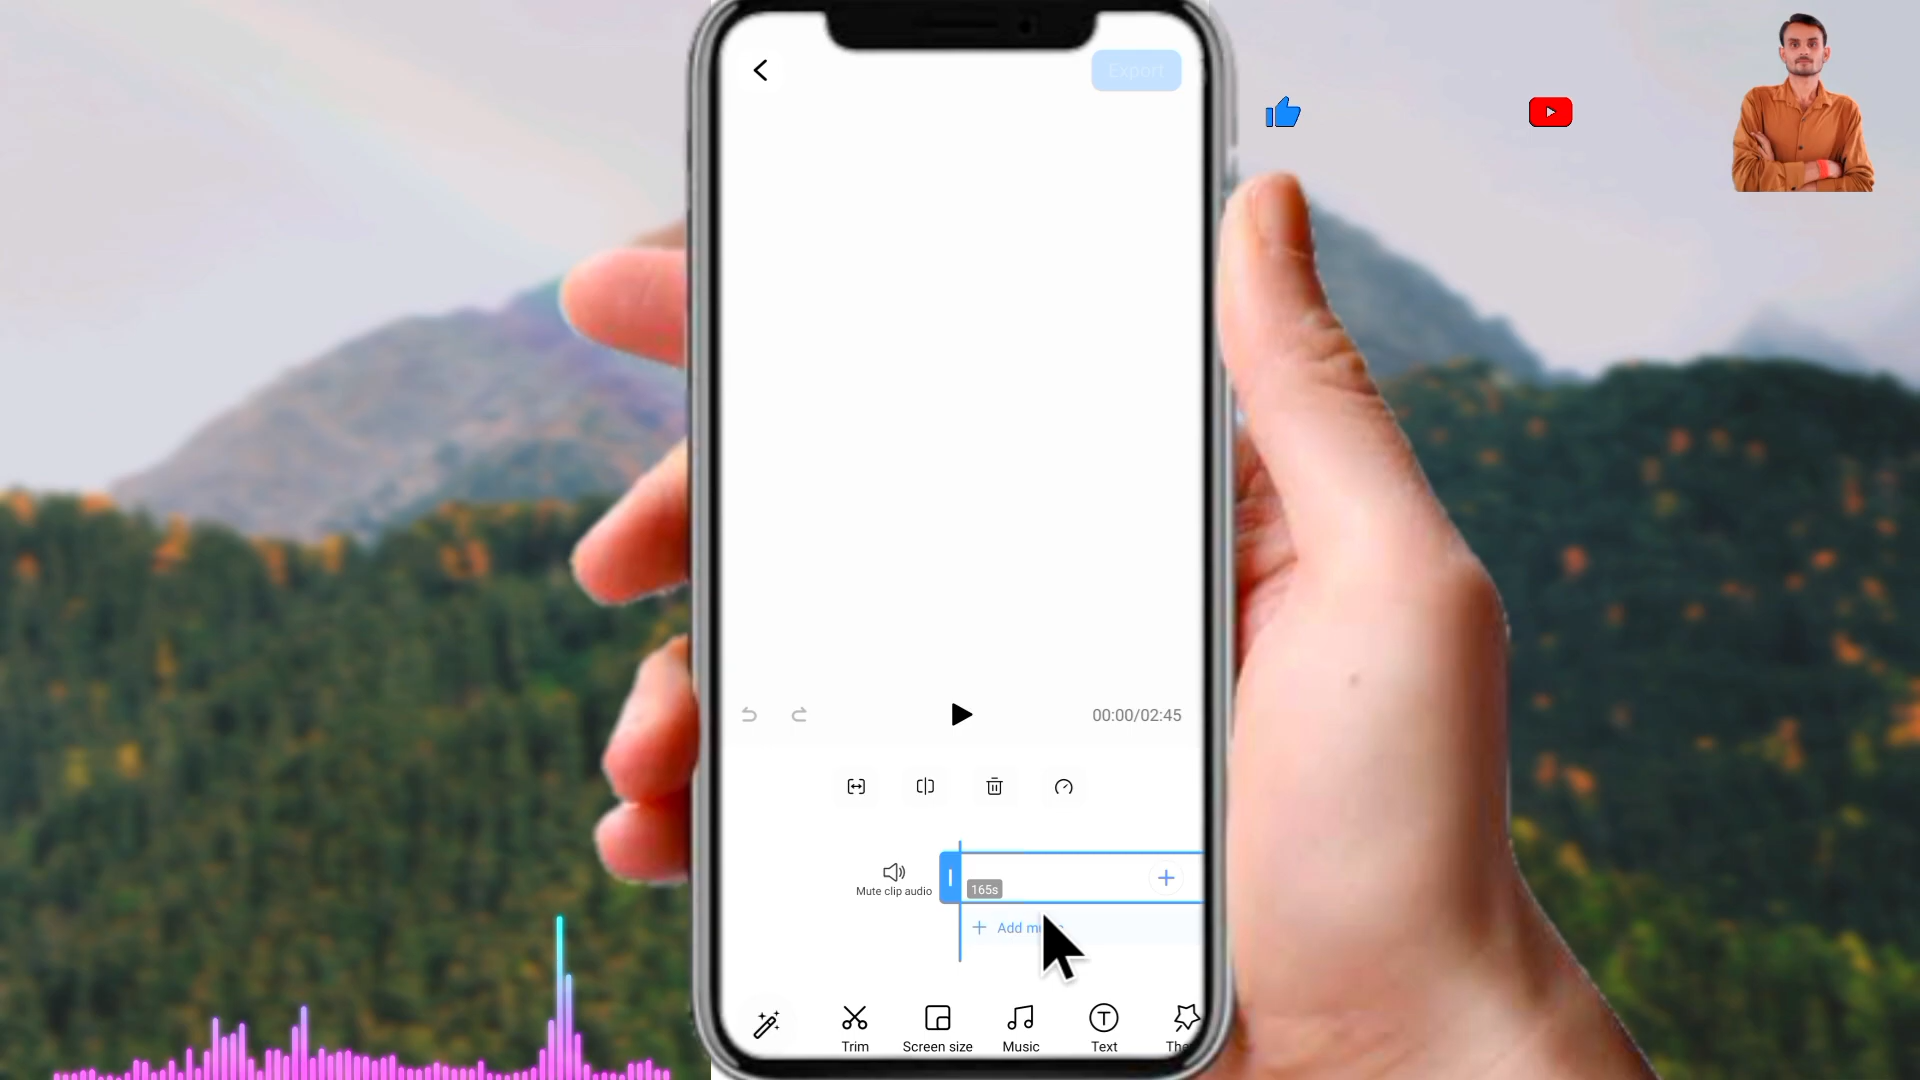 Export
00:00/02:45
Mute clip audio
165s
Add
Trim
Screen size
Music
Text